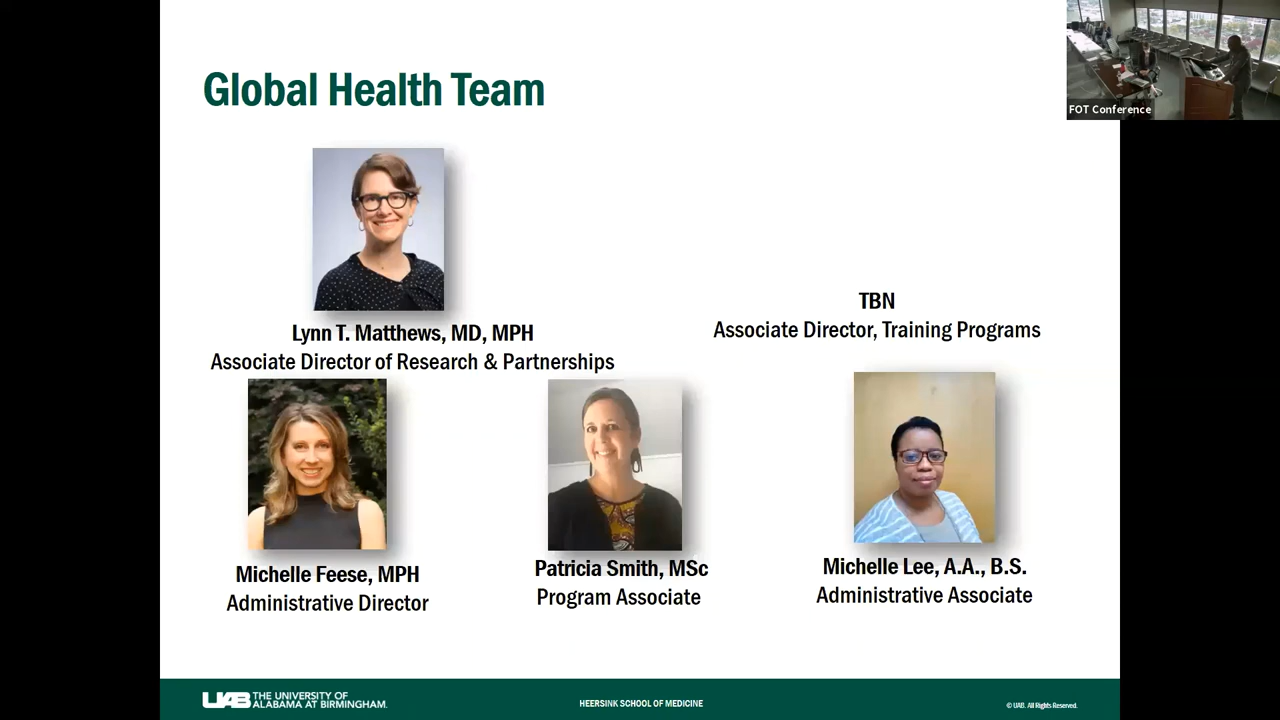 Global Health Team
FOT Conference
Lynn T. Matthews, MD, MPH
Associate Director of Research & Partnerships
TBN
Associate Director, Training Programs
Michelle Feese, MPH
Administrative Director
Patricia Smith, MSc
Program Associate
Michelle Lee, A.A., B.S.
Administrative Associate
UAB THE UNIVERSITY OF
ALABAMA AT BIRMINGHAM.
HEERSINK SCHOOL OF MEDICINE
© UAB. All Rights Reserved.